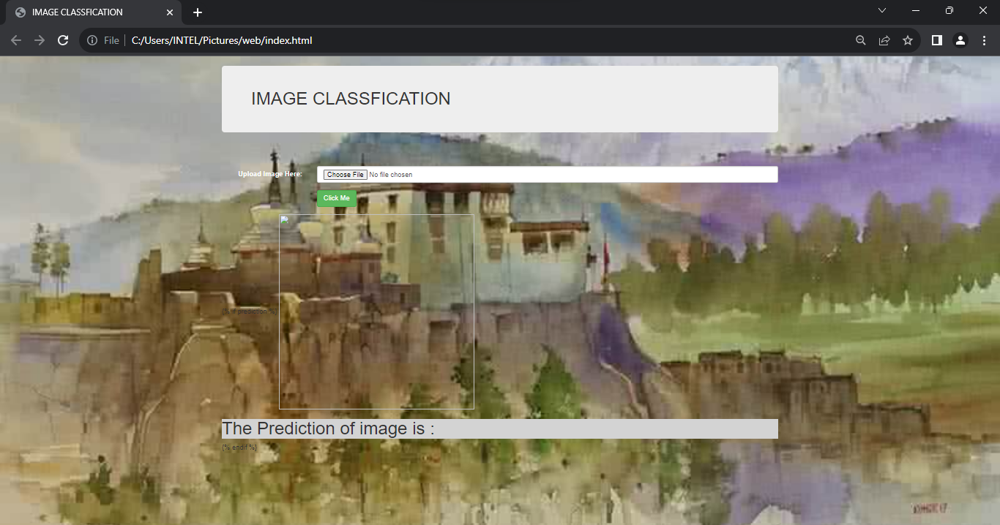 IMAGE CLASSFICATION
File C:/Users/INTEL/Pictures/web/index.html
IMAGE CLASSFICATION
Upload Image Here: Choose File No file chosen
Click Me
{% if prediction %}
The Prediction of image is :
{% endif %}